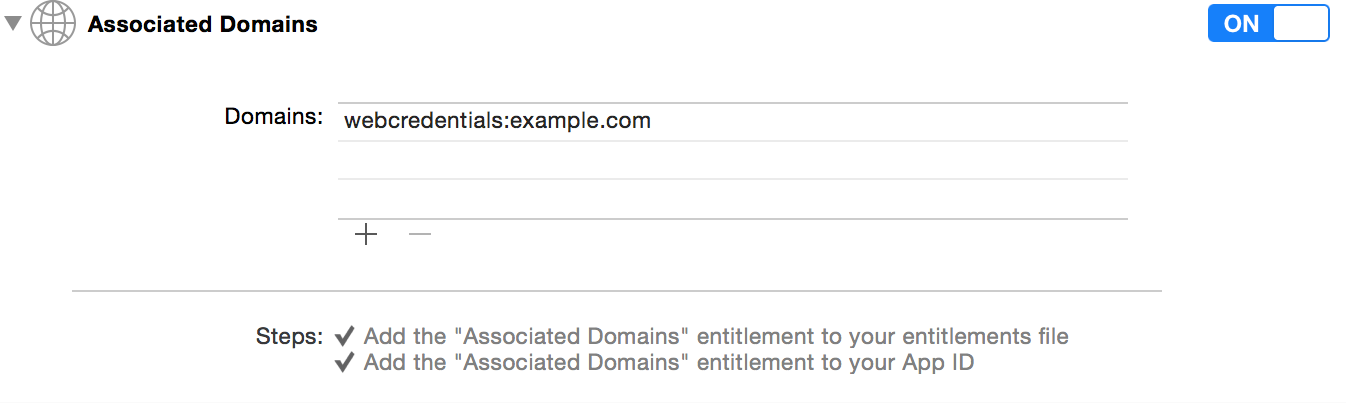 Associated Domains
ON
Domains: webcredentials:example.com
Steps: ✔ Add the "Associated Domains" entitlement to your entitlements file
✔ Add the "Associated Domains" entitlement to your App ID